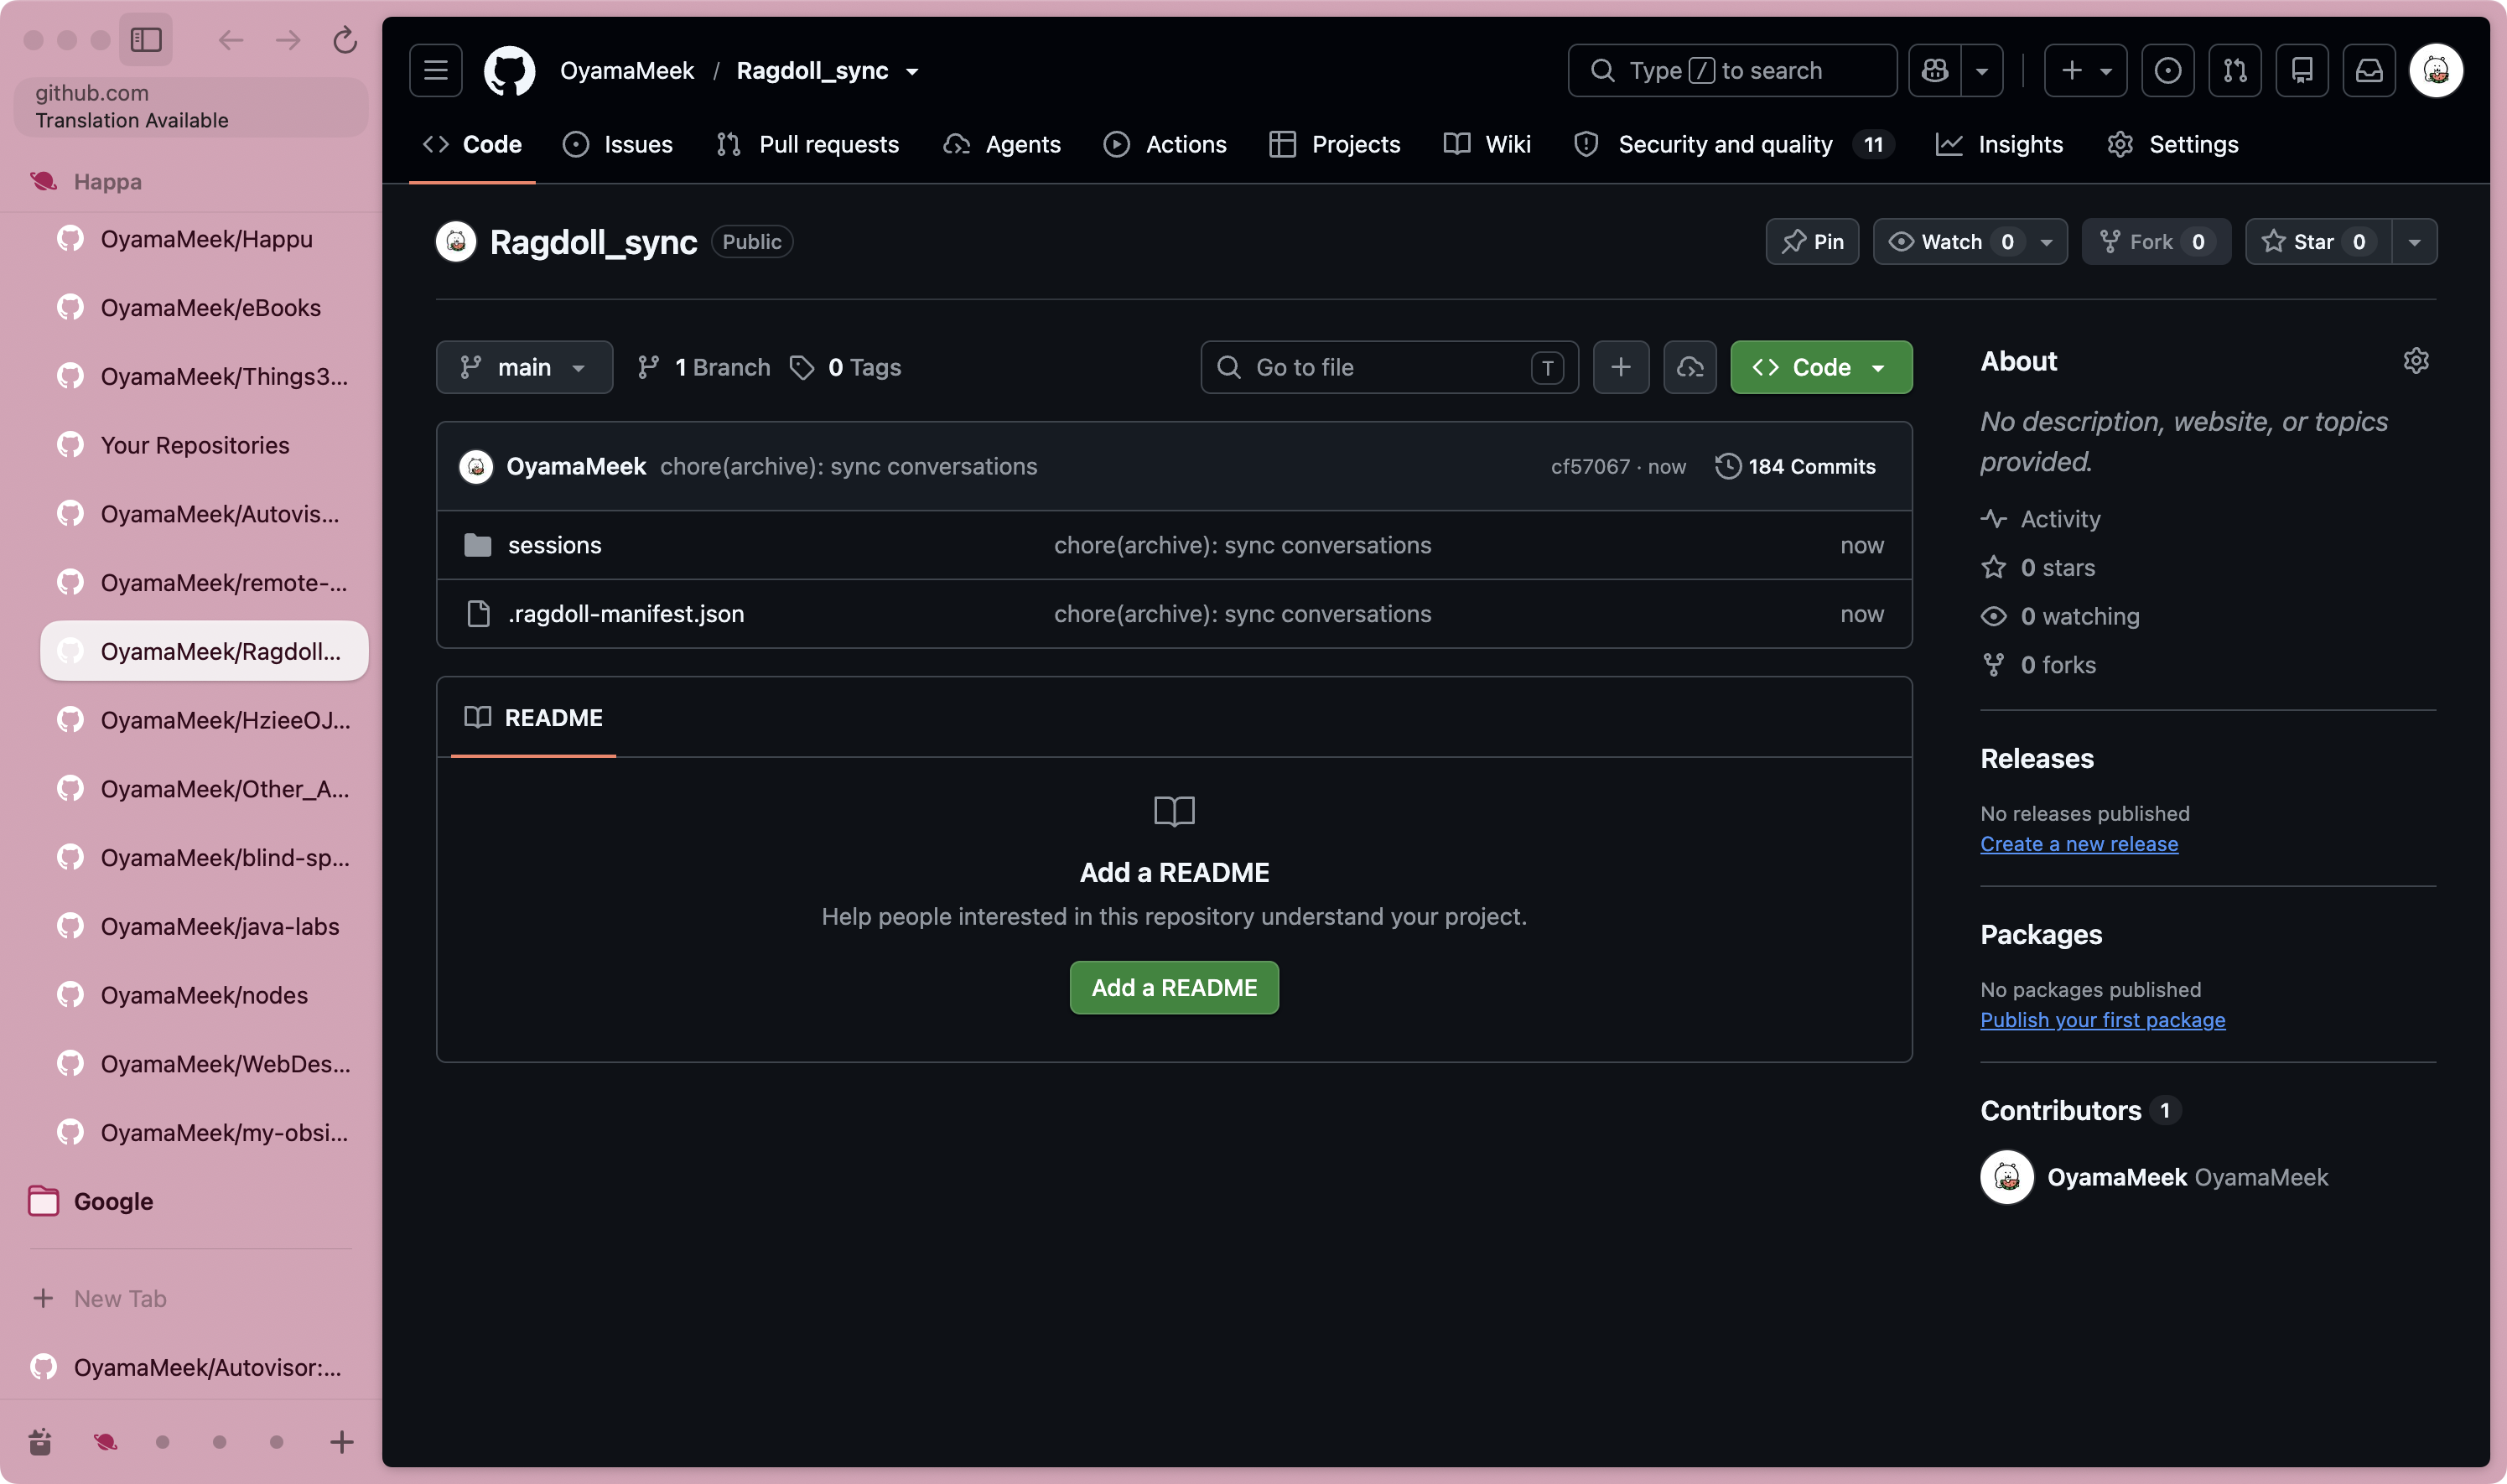 github.com
Translation Available
Happa
OyamaMeek/Happu
OyamaMeek/eBooks
OyamaMeek/Things3...
Your Repositories
OyamaMeek/Autovis...
OyamaMeek/remote-...
OyamaMeek/Ragdoll...
OyamaMeek/HzieeOJ...
OyamaMeek/Other_A...
OyamaMeek/blind-sp...
OyamaMeek/java-labs
OyamaMeek/nodes
OyamaMeek/WebDes...
OyamaMeek/my-obsi...
Google
New Tab
OyamaMeek/Autovisor:...
OyamaMeek / Ragdoll_sync
Type / to search
Code
Issues
Pull requests
Agents
Actions
Projects
Wiki
Security and quality 11
Insights
Settings
Ragdoll_sync Public
Pin
Watch 0
Fork 0
Star 0
main
1 Branch
0 Tags
Go to file T
Code
OyamaMeek chore(archive): sync conversations cf57067 · now 184 Commits
sessions chore(archive): sync conversations now
.ragdoll-manifest.json chore(archive): sync conversations now
README
Add a README
Help people interested in this repository understand your project.
Add a README
About
No description, website, or topics
provided.
Activity
0 stars
0 watching
0 forks
Releases
No releases published
Create a new release
Packages
No packages published
Publish your first package
Contributors 1
OyamaMeek OyamaMeek